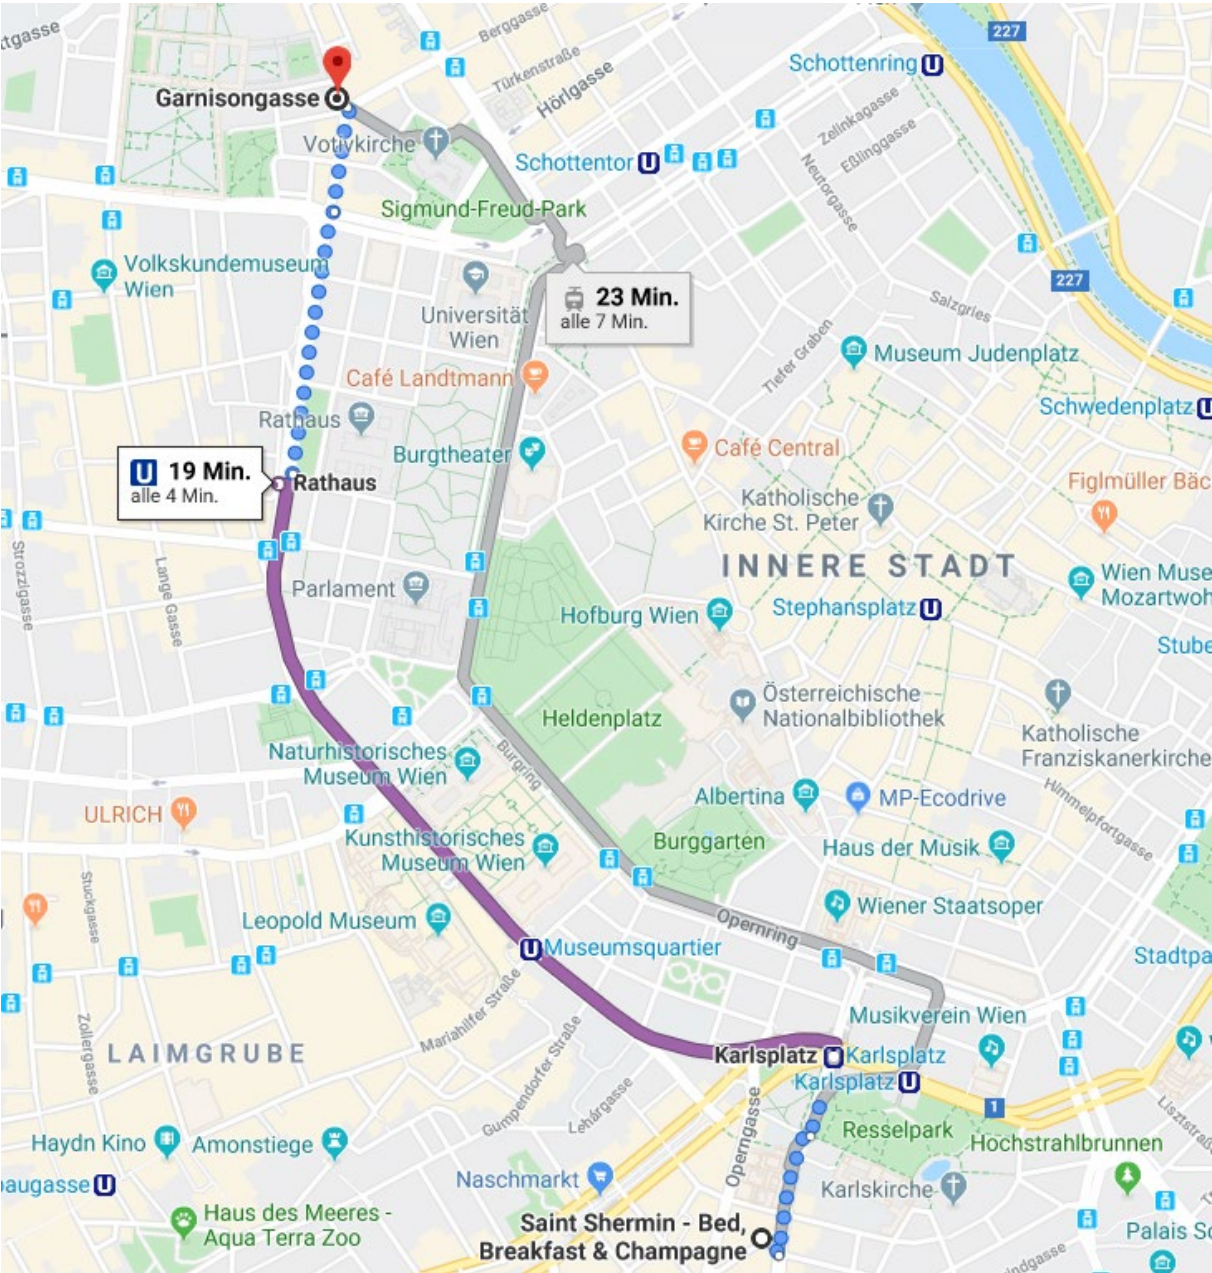 Berggasse
227
Türkenstraße
Schottenring
Hörlgasse
Garnisongasse
Zelinkagasse
Eßlinggasse
Votivkirche
Schottentor
Neutorgasse
Sigmund-Freud-Park
Volkskundemuseum
Wien
227
23 Min.
alle 7 Min.
Salzgries
Universität
Wien
Tiefer Graben
Museum Judenplatz
Café Landtmann
Schwedenplatz
Rathaus
Café Central
Burgtheater
U 19 Min.
alle 4 Min.
Rathaus
Figlmüller Bäc
Katholische
Kirche St. Peter
INNERE STADT
Strozzigasse
Lange Gasse
Parlament
Wien Muse
Mozartwoh
Hofburg Wien
Stephansplatz
Stube
Österreichische
Nationalbibliothek
Heldenplatz
Katholische
Franziskanerkirche
Naturhistorisches
Museum Wien
Burgring
Albertina
MP-Ecodrive
Himmelpfortgasse
ULRICH
Kunsthistorisches
Museum Wien
Burggarten
Haus der Musik
Stuckgasse
Leopold Museum
Opernring
Wiener Staatsoper
Museumsquartier
Stadtpa
Mariahilfer Straße
Zollergasse
Musikverein Wien
LAIMGRUBE
Karlsplatz
Karlsplatz
Karlsplatz
Gumpendorfer Straße
Lehárgasse
Operngasse
1
Resselpark
Haydn Kino
Amonstiege
Hochstrahlbrunnen
baugasse
Naschmarkt
Karlskirche
Haus des Meeres -
Aqua Terra Zoo
Saint Shermin - Bed,
Breakfast & Champagne
Palais Sc